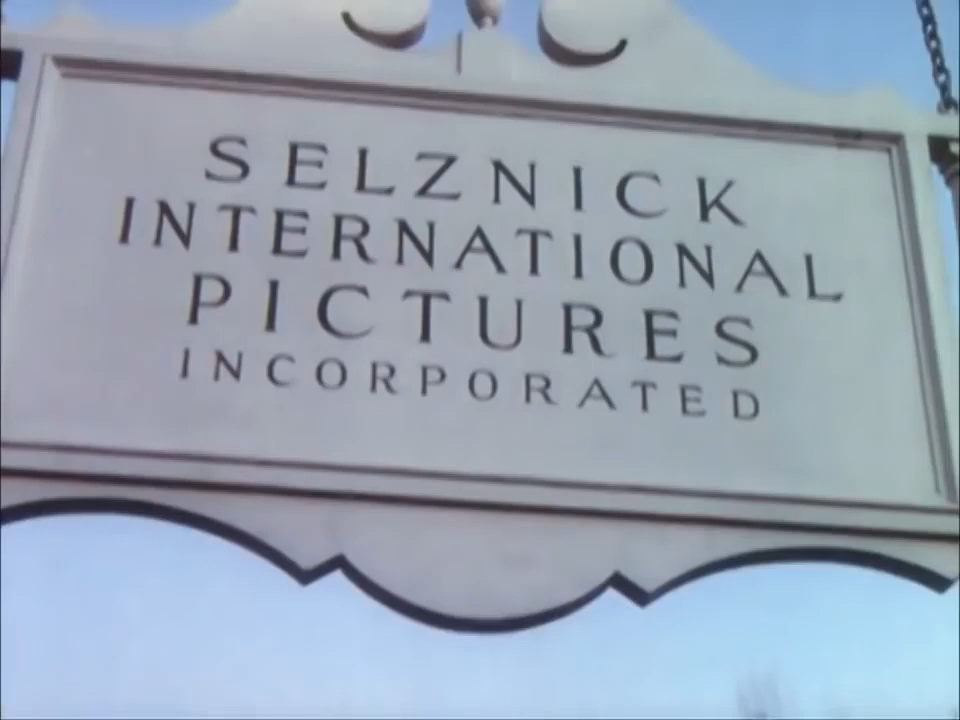 SELZNICK
INTERNATIONAL
PICTURES
INCORPORATED